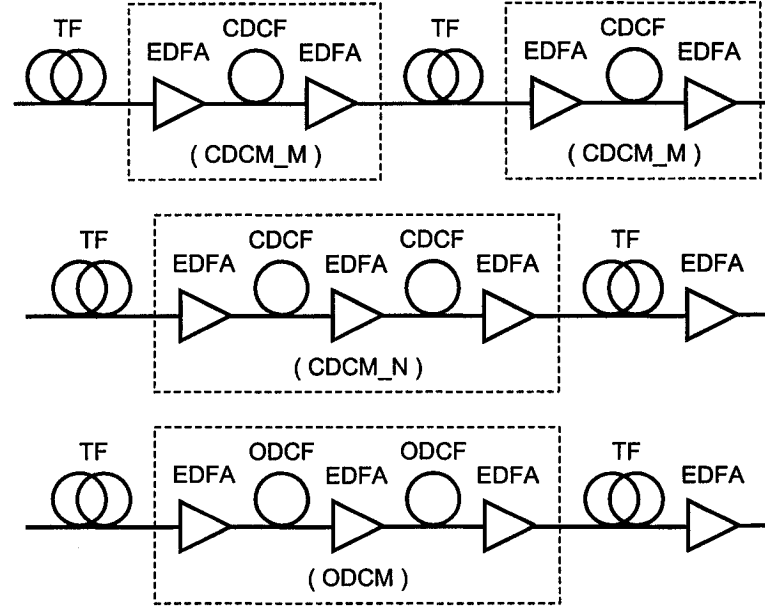 TF EDFA CDCF EDFA TF EDFA CDCF EDFA
( CDCM_M ) ( CDCM_M )
TF EDFA CDCF EDFA CDCF EDFA TF EDFA
( CDCM_N )
TF EDFA ODCF EDFA ODCF EDFA TF EDFA
( ODCM )